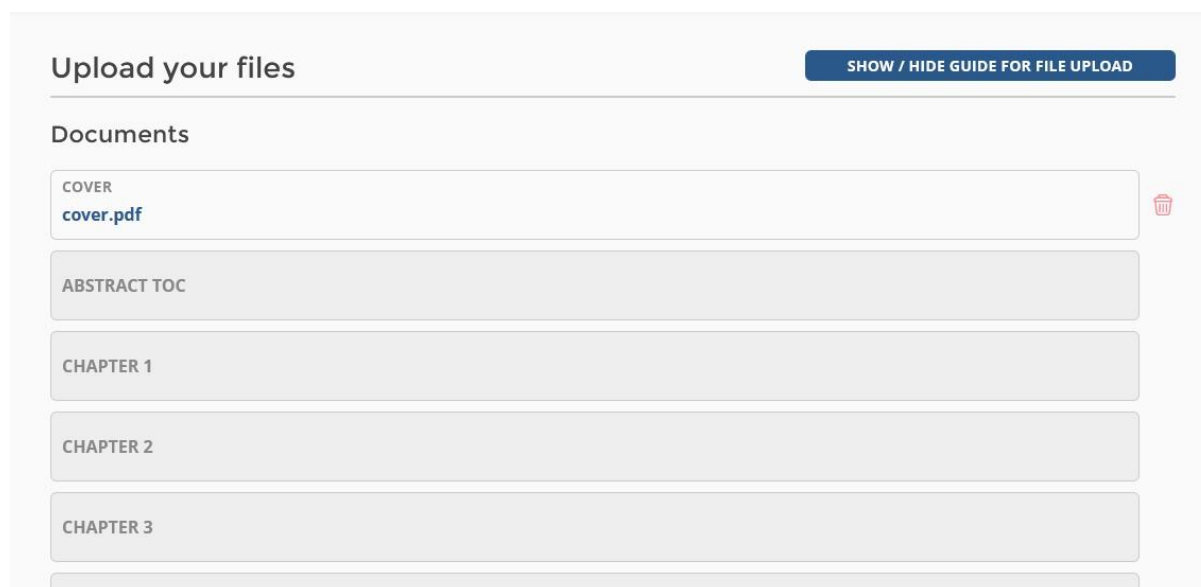 Upload your files
SHOW / HIDE GUIDE FOR FILE UPLOAD
Documents
COVER
cover.pdf
ABSTRACT TOC
CHAPTER 1
CHAPTER 2
CHAPTER 3